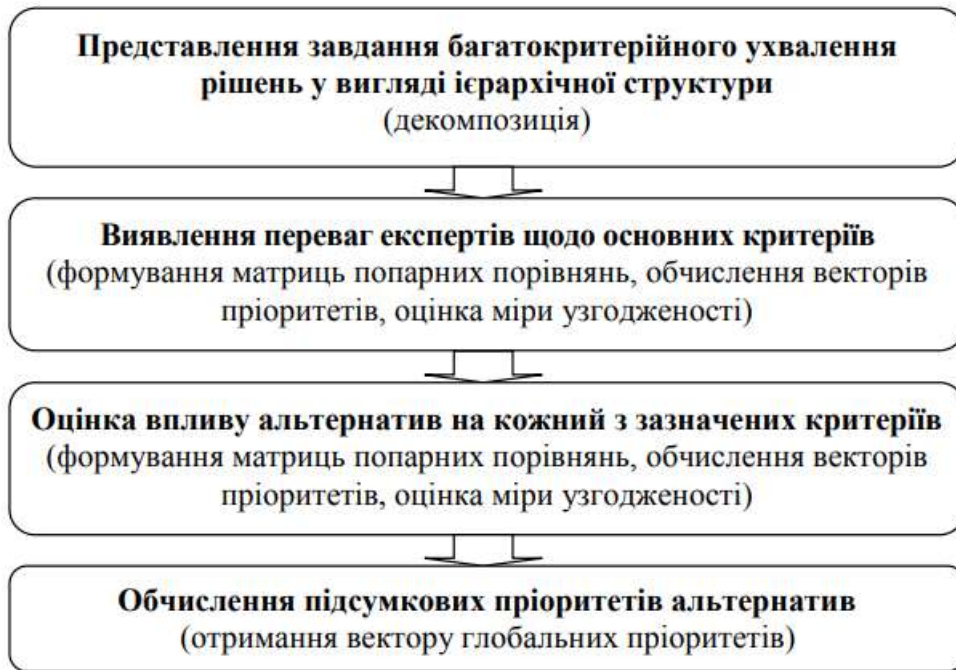 Представлення завдання багатокритерійного ухвалення
рішень у вигляді ієрархічної структури
(декомпозиція)
Виявлення переваг експертів щодо основних критеріїв
(формування матриць попарних порівнянь, обчислення векторів
пріоритетів, оцінка міри узгодженості)
Оцінка впливу альтернатив на кожний з зазначених критеріїв
(формування матриць попарних порівнянь, обчислення векторів
пріоритетів, оцінка міри узгодженості)
Обчислення підсумкових пріоритетів альтернатив
(отримання вектору глобальних пріоритетів)